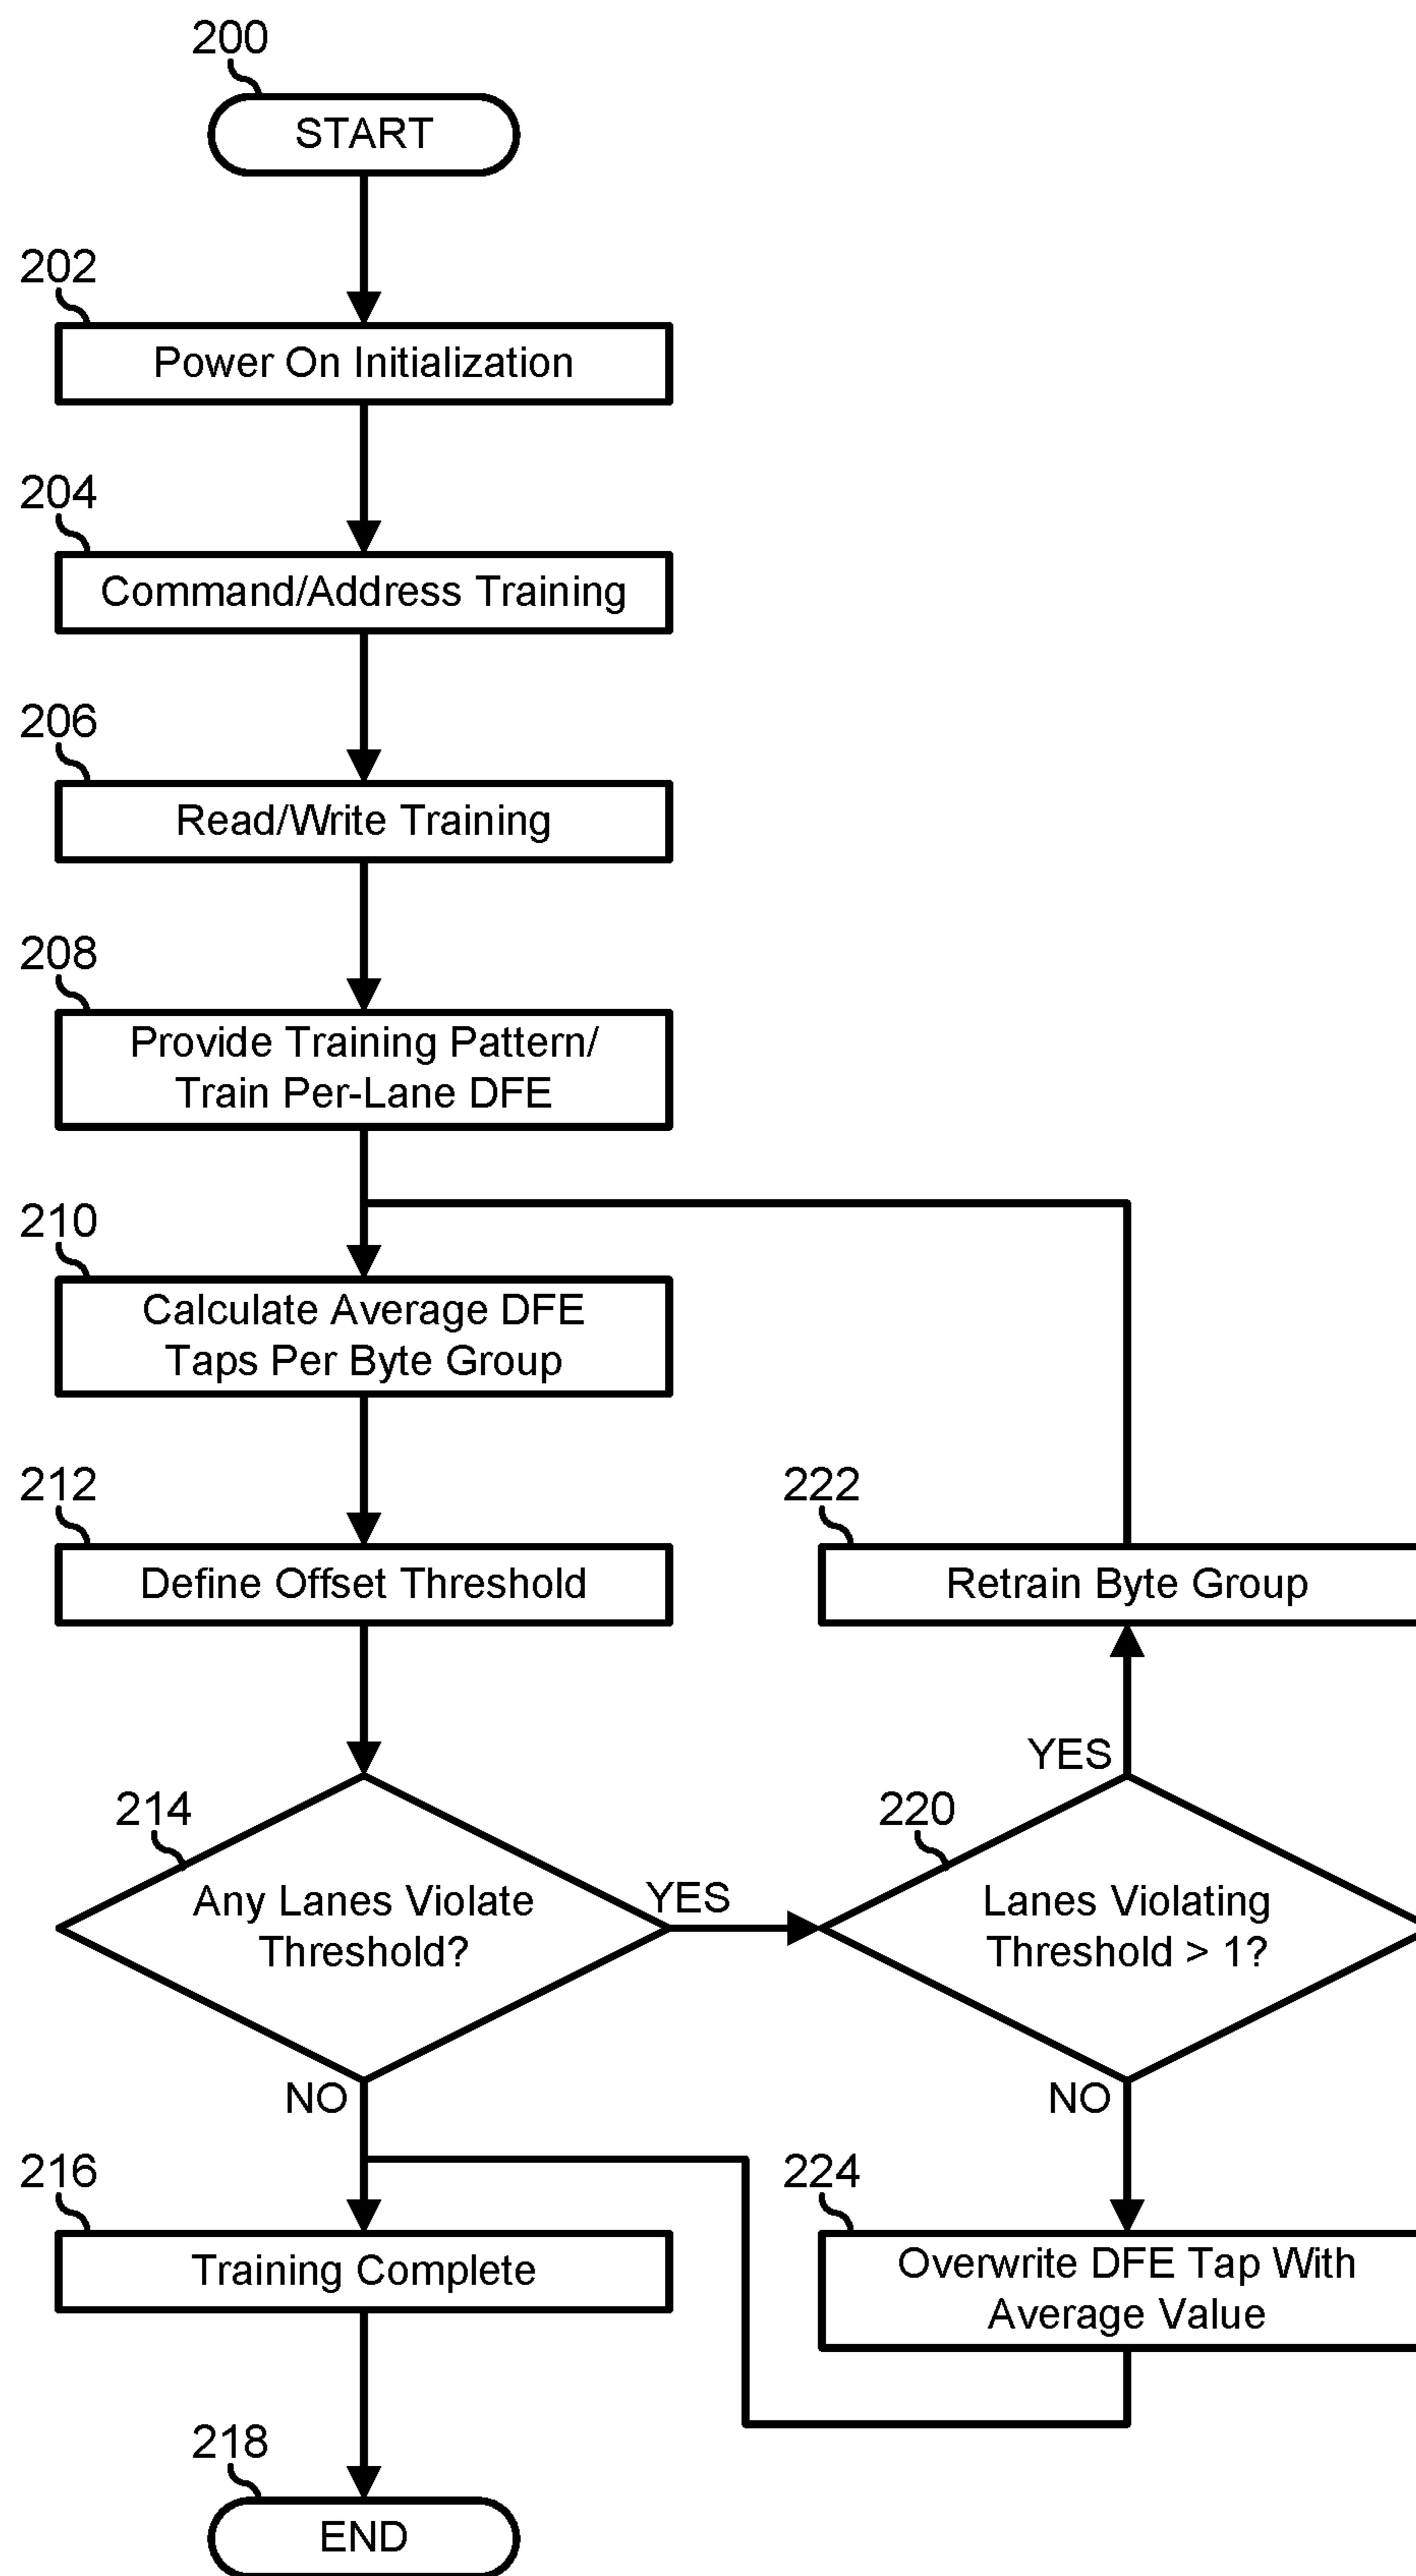 200
START
202
Power On Initialization
204
Command/Address Training
206
Read/Write Training
208
Provide Training Pattern/
Train Per-Lane DFE
210
Calculate Average DFE
Taps Per Byte Group
212
Define Offset Threshold
222
Retrain Byte Group
214
Any Lanes Violate
Threshold?
YES
220
Lanes Violating
Threshold > 1?
YES
NO
NO
216
Training Complete
224
Overwrite DFE Tap With
Average Value
218
END